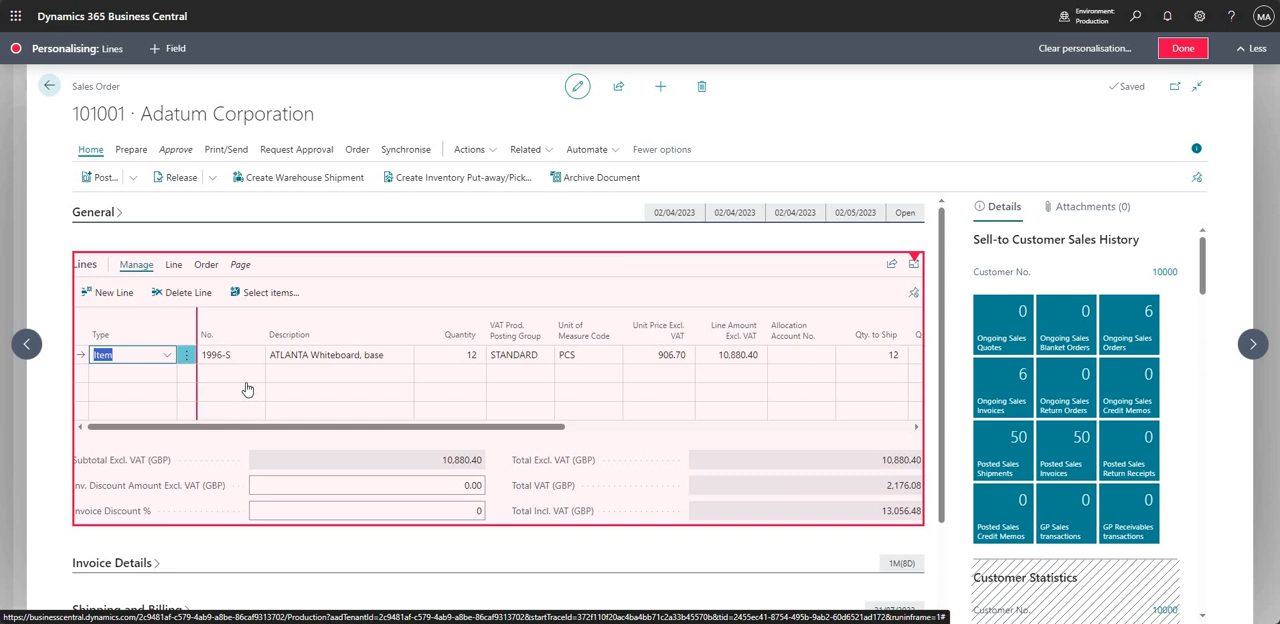 Dynamics 365 Business Central
Environment:
Production
MA
Personalising: Lines
Field
Clear personalisation...
Done
Less
Sales Order
Saved
101001 · Adatum Corporation
Home
Prepare
Approve
Print/Send
Request Approval
Order
Synchronise
Actions
Related
Automate
Fewer options
Post...
Release
Create Warehouse Shipment
Create Inventory Put-away/Pick...
Archive Document
General
02/04/2023
02/04/2023
02/04/2023
02/05/2023
Open
Details
Attachments (0)
Lines
Manage
Line
Order
Page
New Line
Delete Line
Select items...
Type
No.
Description
Quantity
VAT Prod.
Posting Group
Unit of
Measure Code
Unit Price Excl.
VAT
Line Amount
Excl. VAT
Allocation
Account No.
Qty. to Ship
Item
1996-S
ATLANTA Whiteboard, base
12
STANDARD
PCS
906.70
10,880.40
12
Subtotal Excl. VAT (GBP)
10,880.40
Total Excl. VAT (GBP)
10,880.40
Inv. Discount Amount Excl. VAT (GBP)
0.00
Total VAT (GBP)
2,176.08
Invoice Discount %
0
Total Incl. VAT (GBP)
13,056.48
Invoice Details
1M(8D)
Shipping and Billing
Sell-to Customer Sales History
Customer No.
10000
0
Ongoing Sales
Quotes
0
Ongoing Sales
Blanket Orders
6
Ongoing Sales
Orders
6
Ongoing Sales
Invoices
0
Ongoing Sales
Return Orders
0
Ongoing Sales
Credit Memos
50
Posted Sales
Shipments
50
Posted Sales
Invoices
0
Posted Sales
Return Receipts
0
Posted Sales
Credit Memos
0
GP Sales
transactions
0
GP Receivables
transactions
Customer Statistics
Customer No.
10000